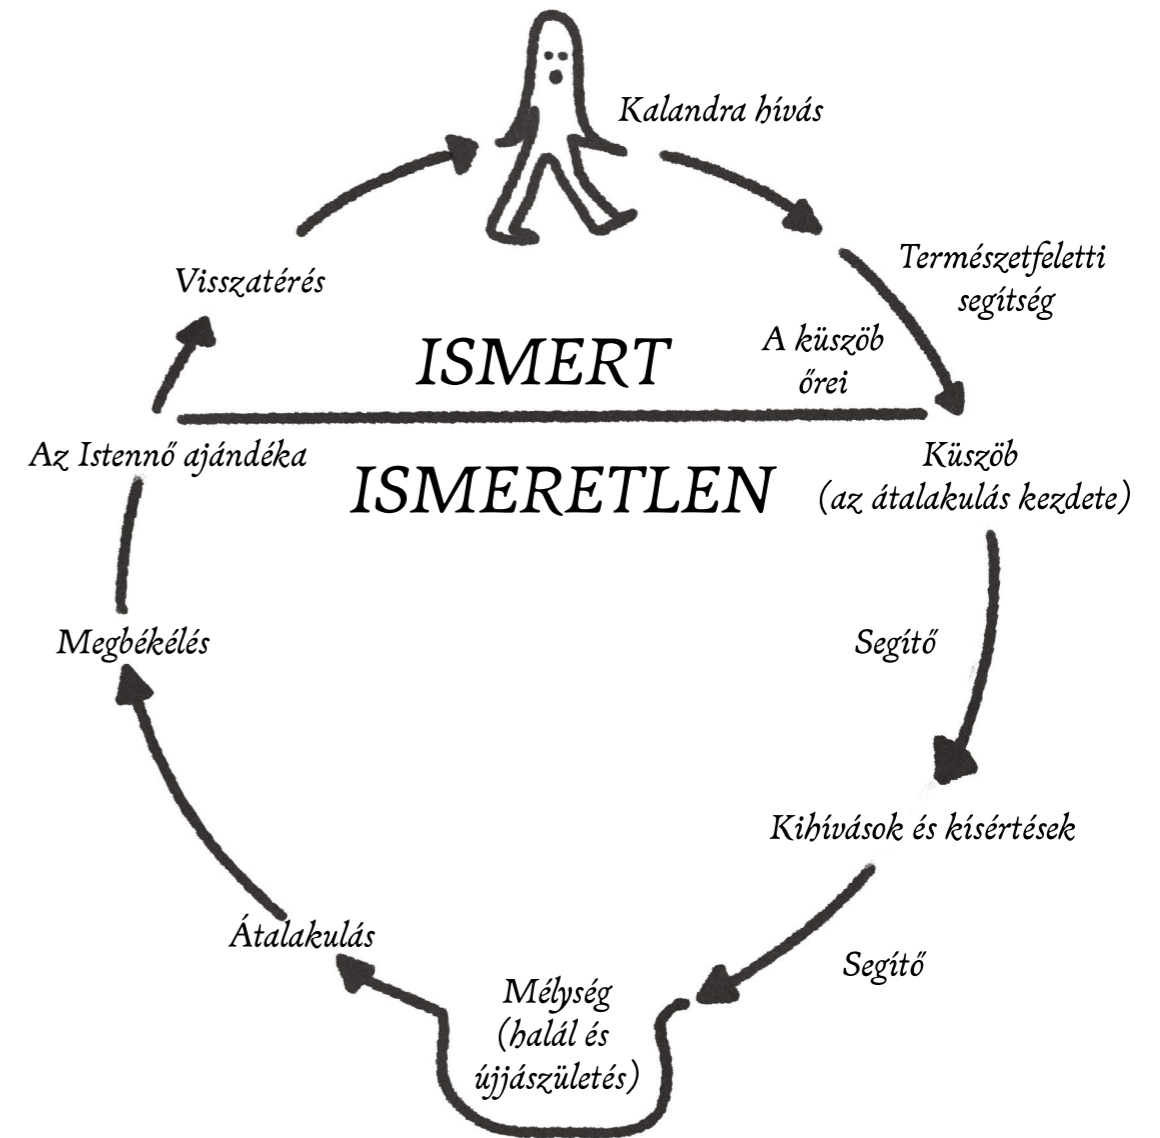 Kalandra hívás
Természetfeletti
segítség
A küszöb
őrei
ISMERT
ISMERETLEN
Küszöb
(az átalakulás kezdete)
Segítő
Kihívások és kísértések
Segítő
Mélység
(halál és
újjászületés)
Átalakulás
Megbékélés
Az Istennő ajándéka
Visszatérés